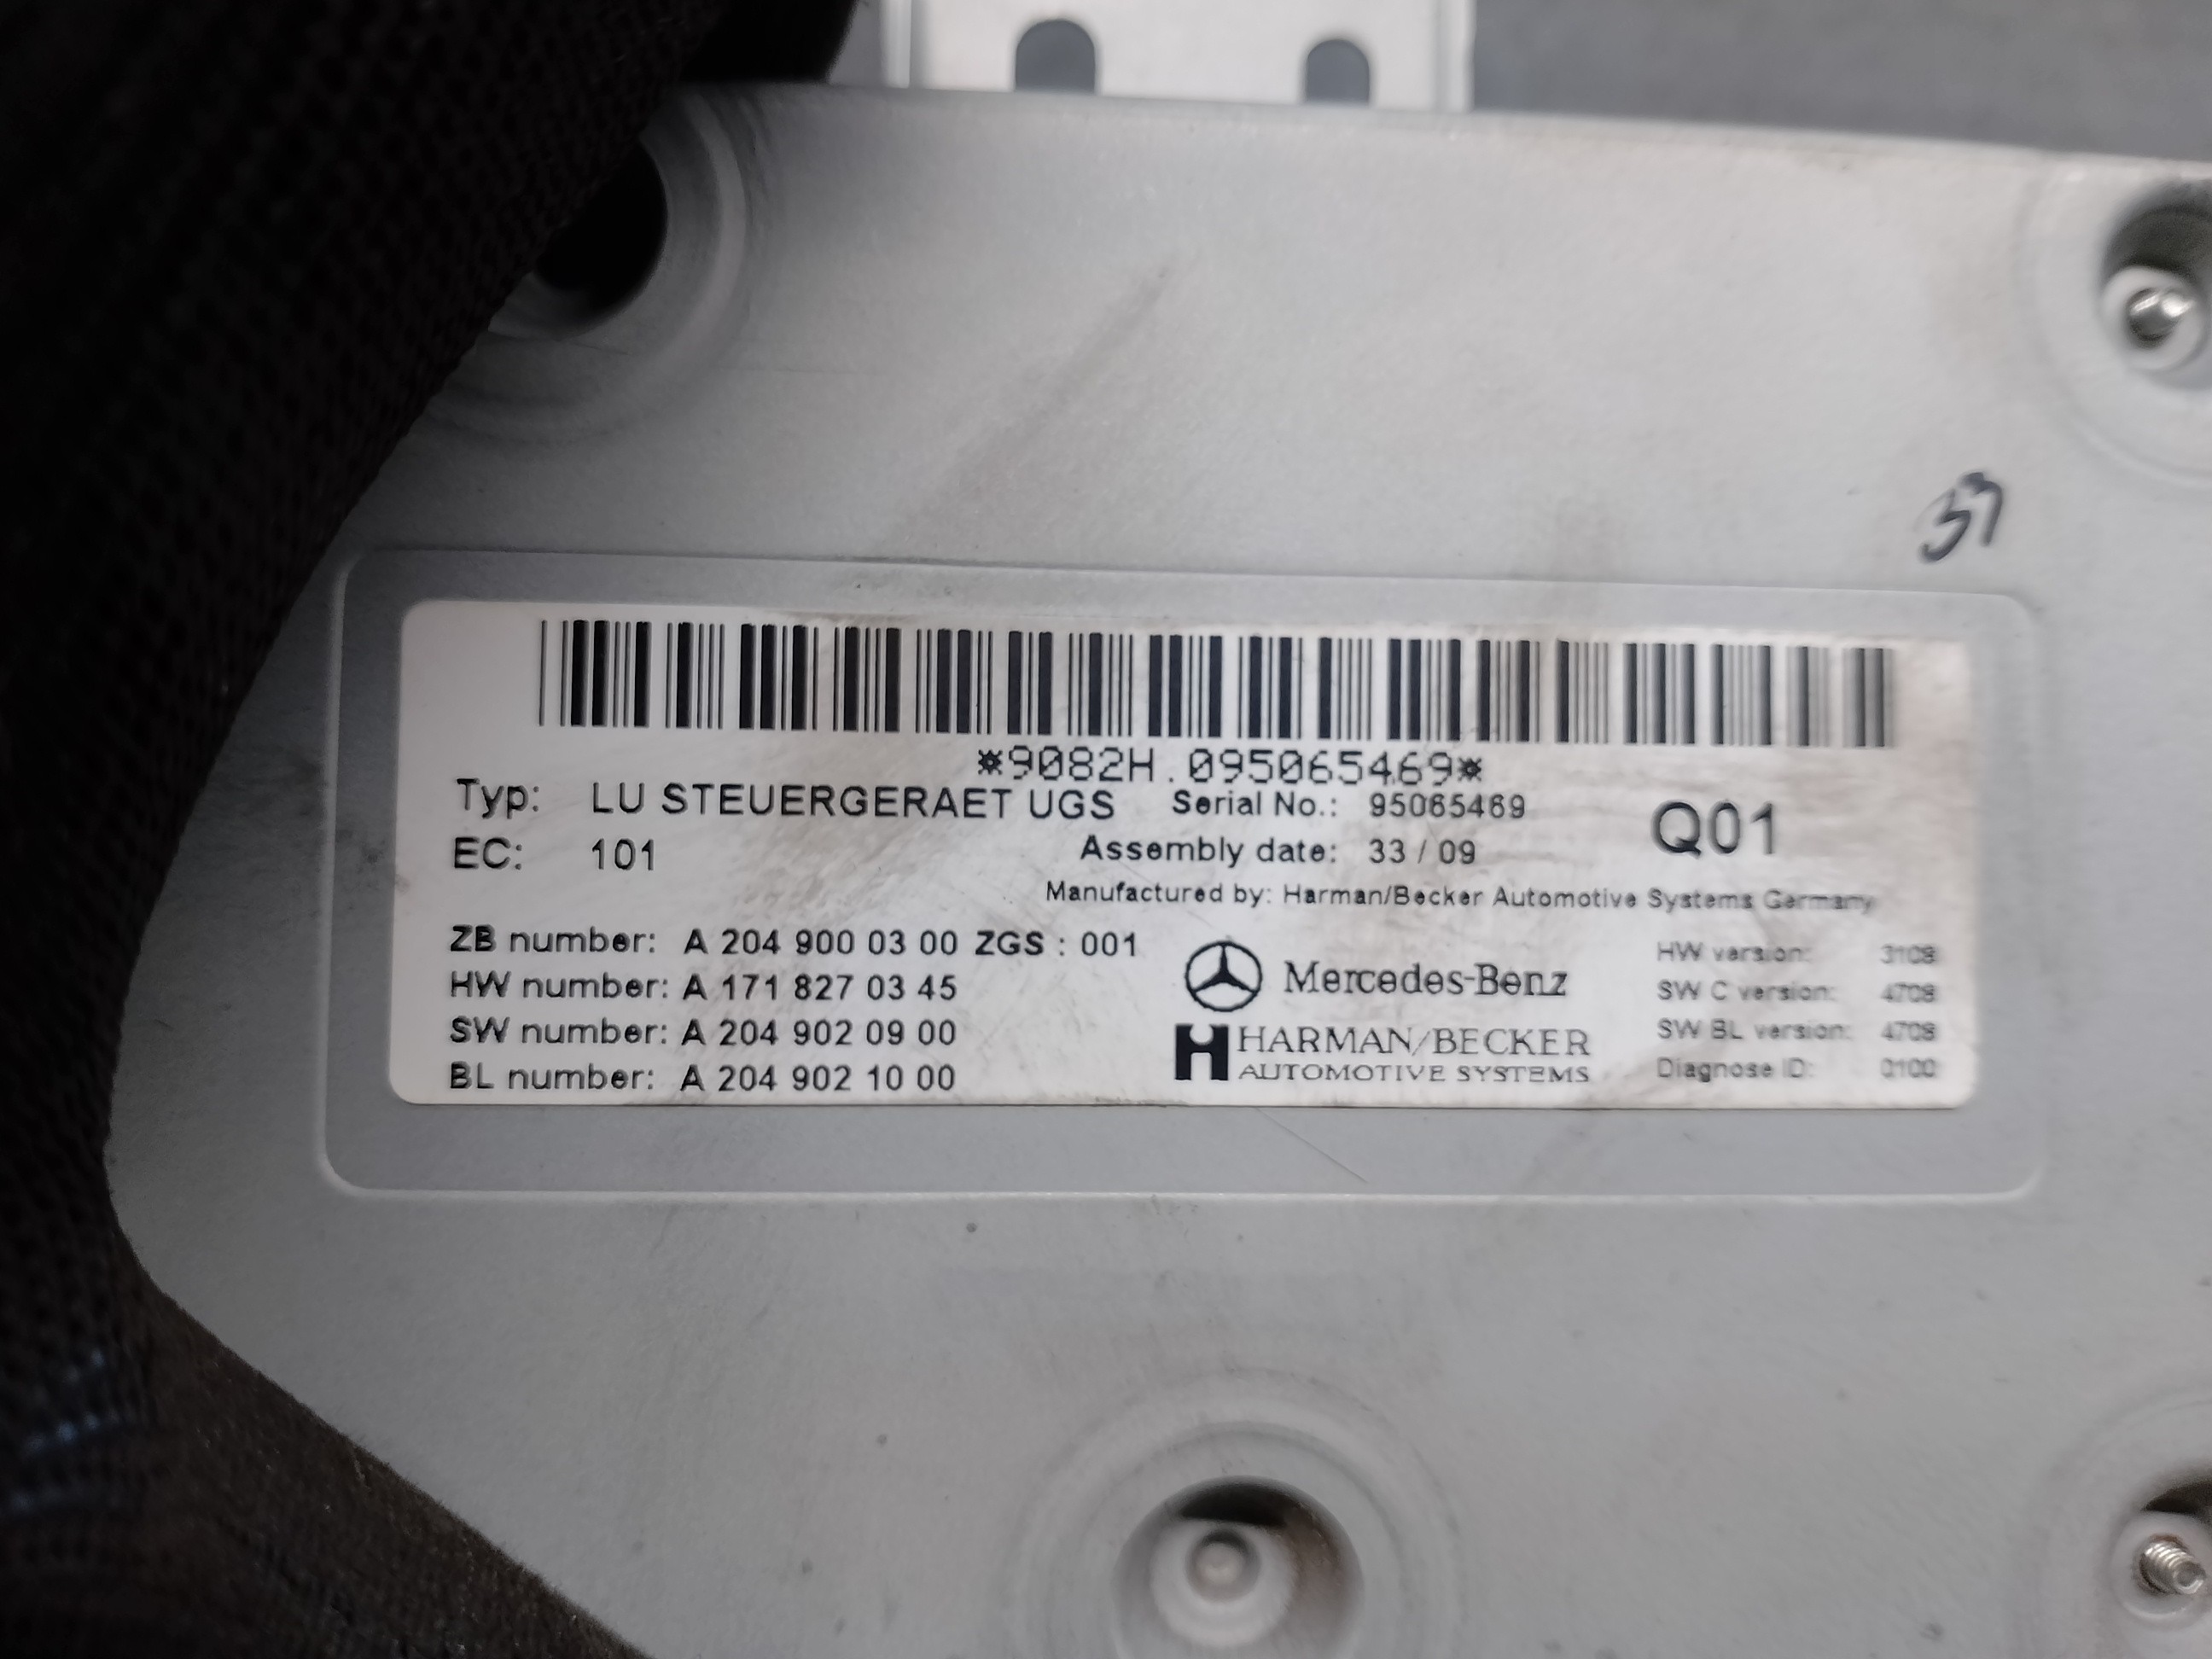 *9082H.095065469*
Typ: LU STEUERGERAET UGS Serial No.: 95065469 Q01
EC: 101 Assembly date: 33 / 09
Manufactured by: Harman/Becker Automotive Systems Germany
ZB number: A 204 900 03 00 ZGS : 001
HW number: A 171 827 03 45
SW number: A 204 902 09 00
BL number: A 204 902 10 00
Mercedes-Benz
HARMAN/BECKER
AUTOMOTIVE SYSTEMS
HW version: 3108
SW C version: 4708
SW BL version: 4708
Diagnose ID: 0100